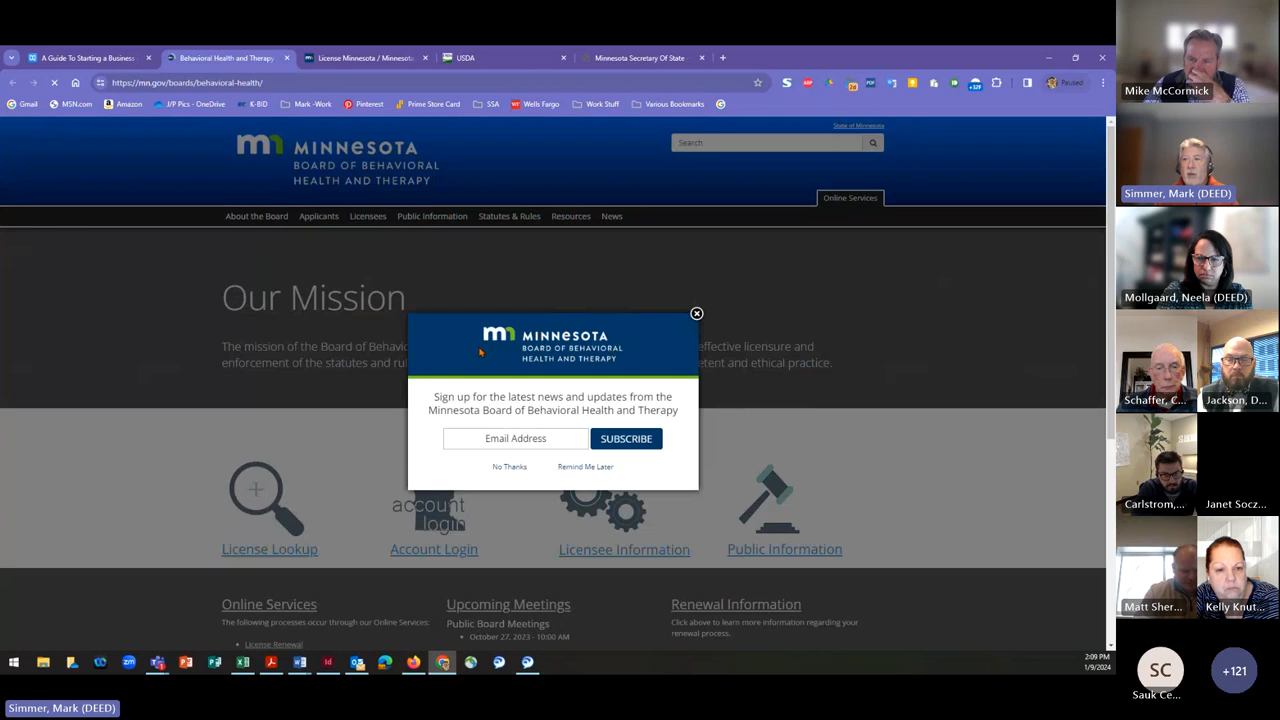 A Guide To Starting a Business
Behavioral Health and Therapy
License Minnesota / Minnesota
USDA
Minnesota Secretary Of State
https://mn.gov/boards/behavioral-health/
Paused
Gmail
MSN.com
Amazon
J/P Pics - OneDrive
K-BID
Mark -Work
Pinterest
Prime Store Card
SSA
Wells Fargo
Work Stuff
Various Bookmarks
State of Minnesota
MINNESOTA
BOARD OF BEHAVIORAL
HEALTH AND THERAPY
Search
Online Services
About the Board
Applicants
Licensees
Public Information
Statutes & Rules
Resources
News
Our Mission
The mission of the Board of Behavio
effective licensure and
enforcement of the statutes and ru
etent and ethical practice.
mn MINNESOTA
BOARD OF BEHAVIORAL
HEALTH AND THERAPY
Sign up for the latest news and updates from the
Minnesota Board of Behavioral Health and Therapy
Email Address
SUBSCRIBE
No Thanks
Remind Me Later
account
login
License Lookup
Account Login
Licensee Information
Public Information
Online Services
The following processes occur through our Online Services:
License Renewal
Upcoming Meetings
Public Board Meetings
October 27, 2023 - 10:00 AM
Renewal Information
Click above to learn more information regarding your
renewal process.
2:09 PM
1/9/2024
Mike McCormick
Simmer, Mark (DEED)
Mollgaard, Neela (DEED)
Schaffer, C...
Jackson, D...
Carlstrom,...
Janet Socz...
Matt Sher...
Kelly Knut...
SC
Sauk Ce...
+121
Simmer, Mark (DEED)